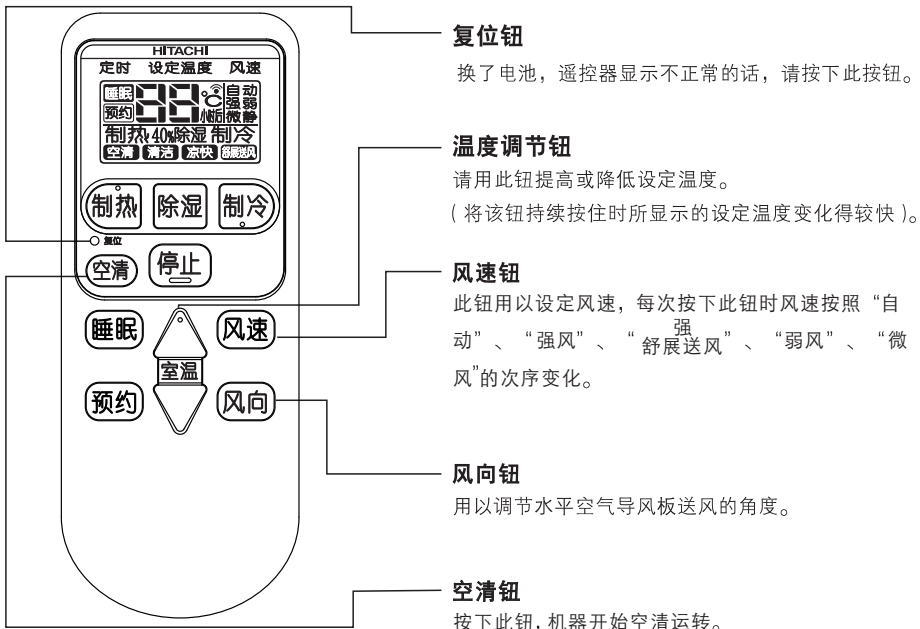 HITACHI
定时 设定温度 风速
睡眠 88 ℃ 自动
强弱
预约 小时后 微静
制热 40% 除湿 制冷
空清 清洁 凉快 舒展送风
制热 除湿 制冷
复位
空清 停止
睡眠 风速
室温
预约 风向
复位钮
换了电池，遥控器显示不正常的话，请按下此按钮。
温度调节钮
请用此钮提高或降低设定温度。
(将该钮持续按住时所显示的设定温度变化得较快)。
风速钮
此钮用以设定风速，每次按下此钮时风速按照“自
动”、“强风”、“强 舒展送风”、“弱风”、“微
风”的次序变化。
风向钮
用以调节水平空气导风板送风的角度。
空清钮
按下此钮,机器开始空清运转。